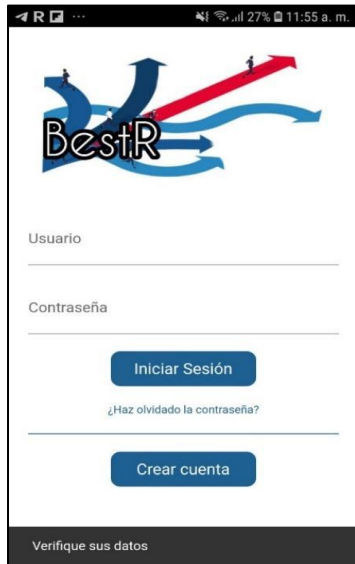 R ... 27% 11:55 a. m.
BestR
Usuario
Contraseña
Iniciar Sesión
¿Haz olvidado la contraseña?
Crear cuenta
Verifique sus datos